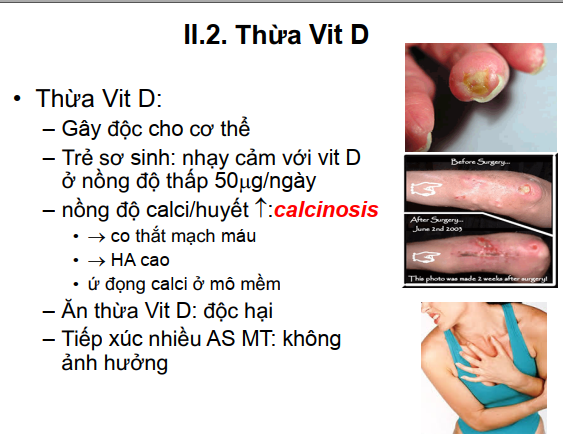 II.2. Thừa Vit D
• Thừa Vit D:
– Gây độc cho cơ thể
– Trẻ sơ sinh: nhạy cảm với vit D
ở nồng độ thấp 50μg/ngày
– nồng độ calci/huyết ↑:calcinosis
• → co thắt mạch máu
• → HA cao
• ứ đọng calci ở mô mềm
– Ăn thừa Vit D: độc hại
– Tiếp xúc nhiều AS MT: không
ảnh hưởng
Before Surgery...
After Surgery...
June 2nd 2003
This photo was made 2 weeks after surgery!